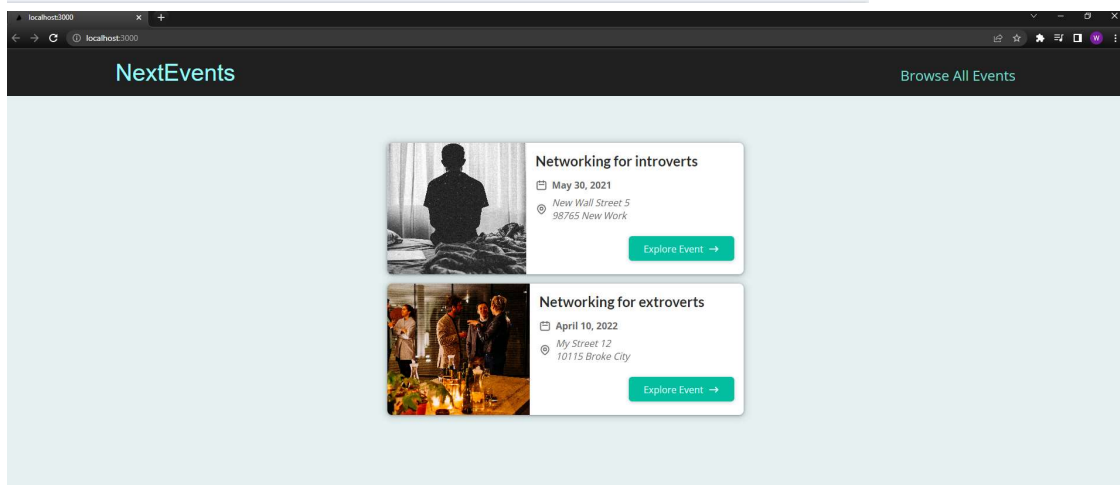 localhost:3000
localhost:3000
W
NextEvents
Browse All Events
Networking for introverts
May 30, 2021
New Wall Street 5
98765 New Work
Explore Event →
Networking for extroverts
April 10, 2022
My Street 12
10115 Broke City
Explore Event →